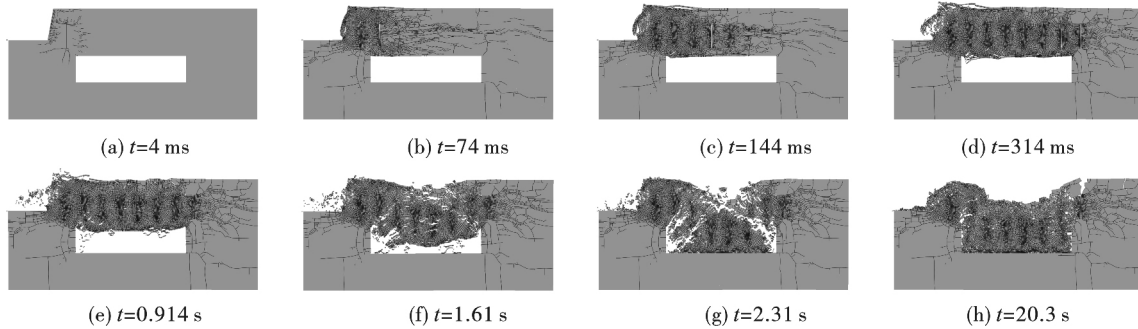 (a) t=4 ms
(b) t=74 ms
(c) t=144 ms
(d) t=314 ms
(e) t=0.914 s
(f) t=1.61 s
(g) t=2.31 s
(h) t=20.3 s